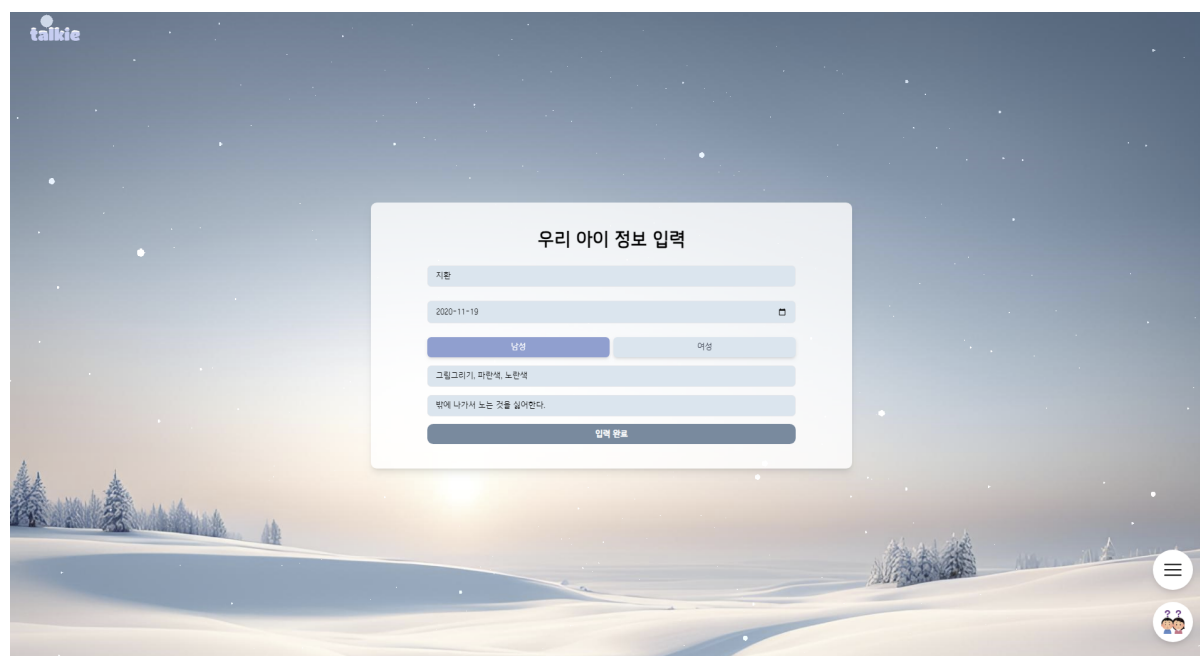 talkie
우리 아이 정보 입력
지환
2020-11-19
남성 여성
그림그리기, 파란색, 노란색
밖에 나가서 노는 것을 싫어한다.
입력 완료
? ?